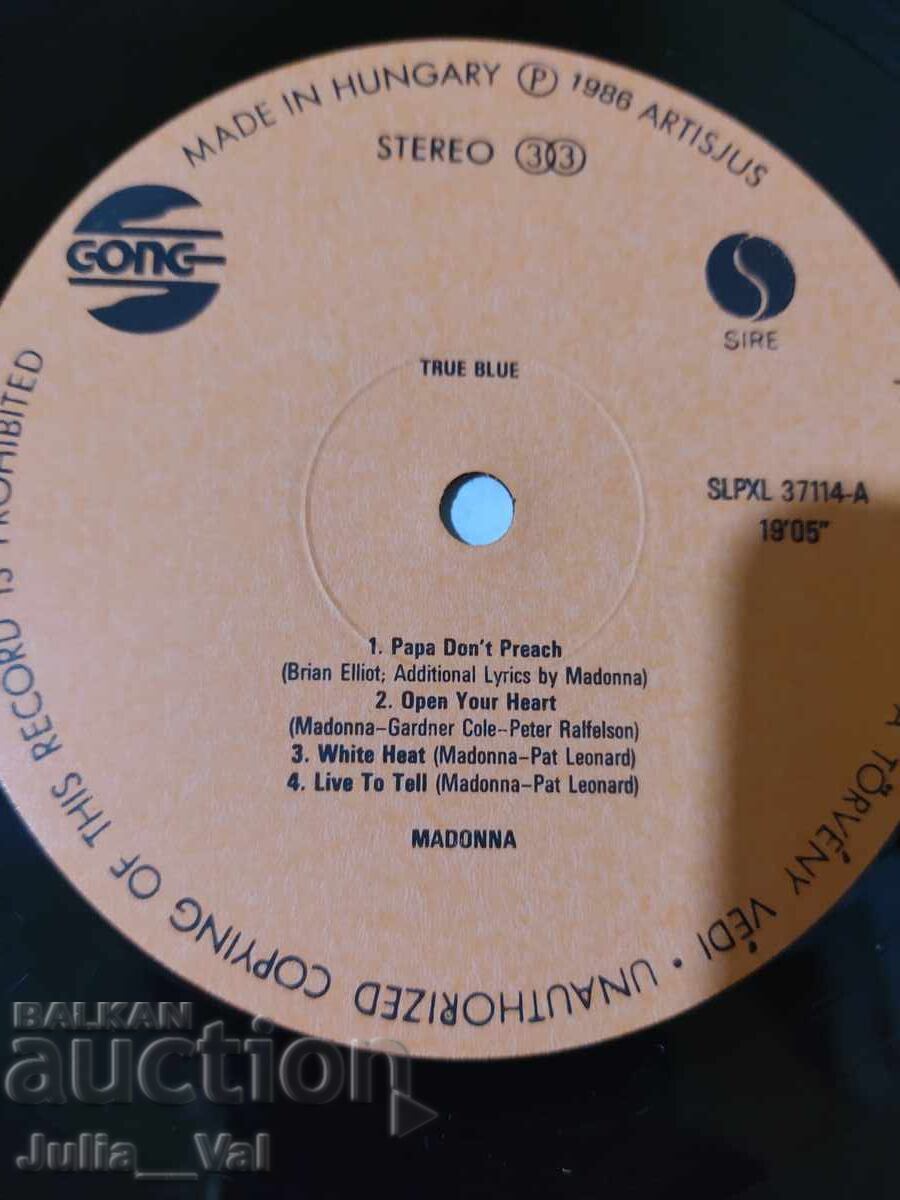 MADE IN HUNGARY Ⓟ 1986 ARTISJUS
STEREO 33
GONG
SIRE
TRUE BLUE
SLPXL 37114-A
19'05"
1. Papa Don't Preach
(Brian Elliot; Additional Lyrics by Madonna)
2. Open Your Heart
(Madonna–Gardner Cole–Peter Ralfelson)
3. White Heat (Madonna–Pat Leonard)
4. Live To Tell (Madonna–Pat Leonard)
MADONNA
A TÖRVÉNY VÉDI • UNAUTHORIZED COPYING OF THIS RECORD IS PROHIBITED
BALKAN
auction
Julia__Val